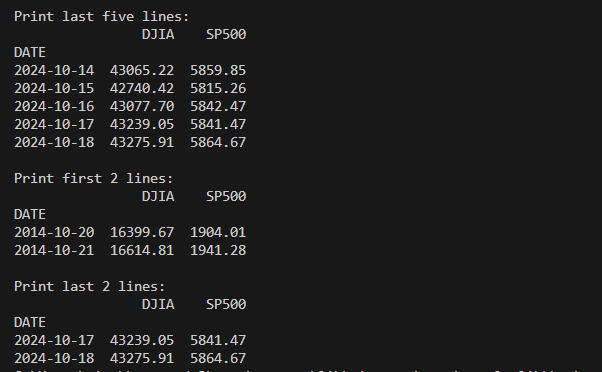 Print last five lines:
                DJIA    SP500
DATE
2024-10-14  43065.22  5859.85
2024-10-15  42740.42  5815.26
2024-10-16  43077.70  5842.47
2024-10-17  43239.05  5841.47
2024-10-18  43275.91  5864.67

Print first 2 lines:
                DJIA    SP500
DATE
2014-10-20  16399.67  1904.01
2014-10-21  16614.81  1941.28

Print last 2 lines:
                DJIA    SP500
DATE
2024-10-17  43239.05  5841.47
2024-10-18  43275.91  5864.67